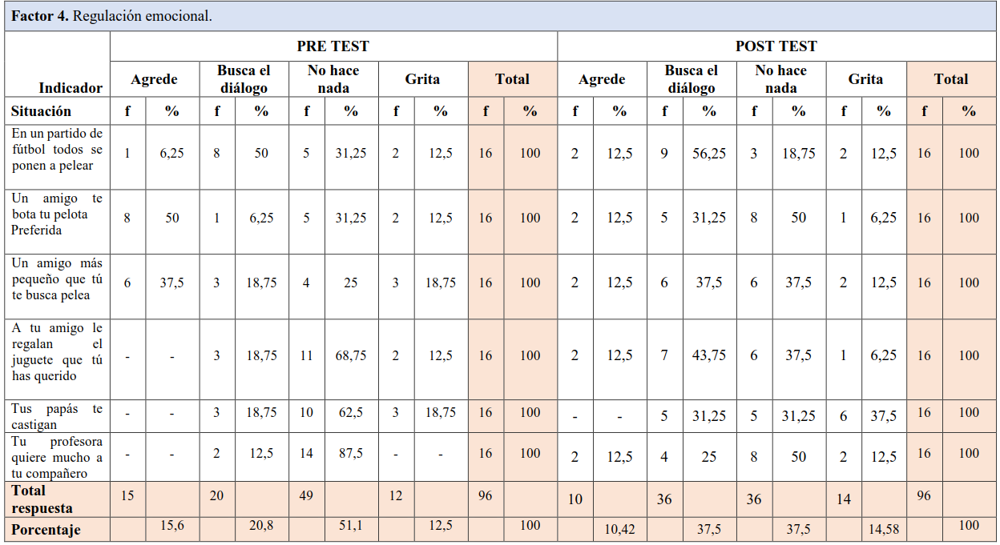 Factor 4. Regulación emocional.
PRE TEST POST TEST
Indicador Agrede Busca el diálogo No hace nada Grita Total Agrede Busca el diálogo No hace nada Grita Total
Situación f % f % f % f % f % f % f % f % f % f %
En un partido de
fútbol todos se
ponen a pelear
1 6,25 8 50 5 31,25 2 12,5 16 100 2 12,5 9 56,25 3 18,75 2 12,5 16 100
Un amigo te
bota tu pelota
Preferida
8 50 1 6,25 5 31,25 2 12,5 16 100 2 12,5 5 31,25 8 50 1 6,25 16 100
Un amigo más
pequeño que tú
te busca pelea
6 37,5 3 18,75 4 25 3 18,75 16 100 2 12,5 6 37,5 6 37,5 2 12,5 16 100
A tu amigo le
regalan el
juguete que tú
has querido
- - 3 18,75 11 68,75 2 12,5 16 100 2 12,5 7 43,75 6 37,5 1 6,25 16 100
Tus papás te
castigan
- - 3 18,75 10 62,5 3 18,75 16 100 - - 5 31,25 5 31,25 6 37,5 16 100
Tu profesora
quiere mucho a
tu compañero
- - 2 12,5 14 87,5 - - 16 100 2 12,5 4 25 8 50 2 12,5 16 100
Total
respuesta
15 20 49 12 96 10 36 36 14 96
Porcentaje 15,6 20,8 51,1 12,5 100 10,42 37,5 37,5 14,58 100